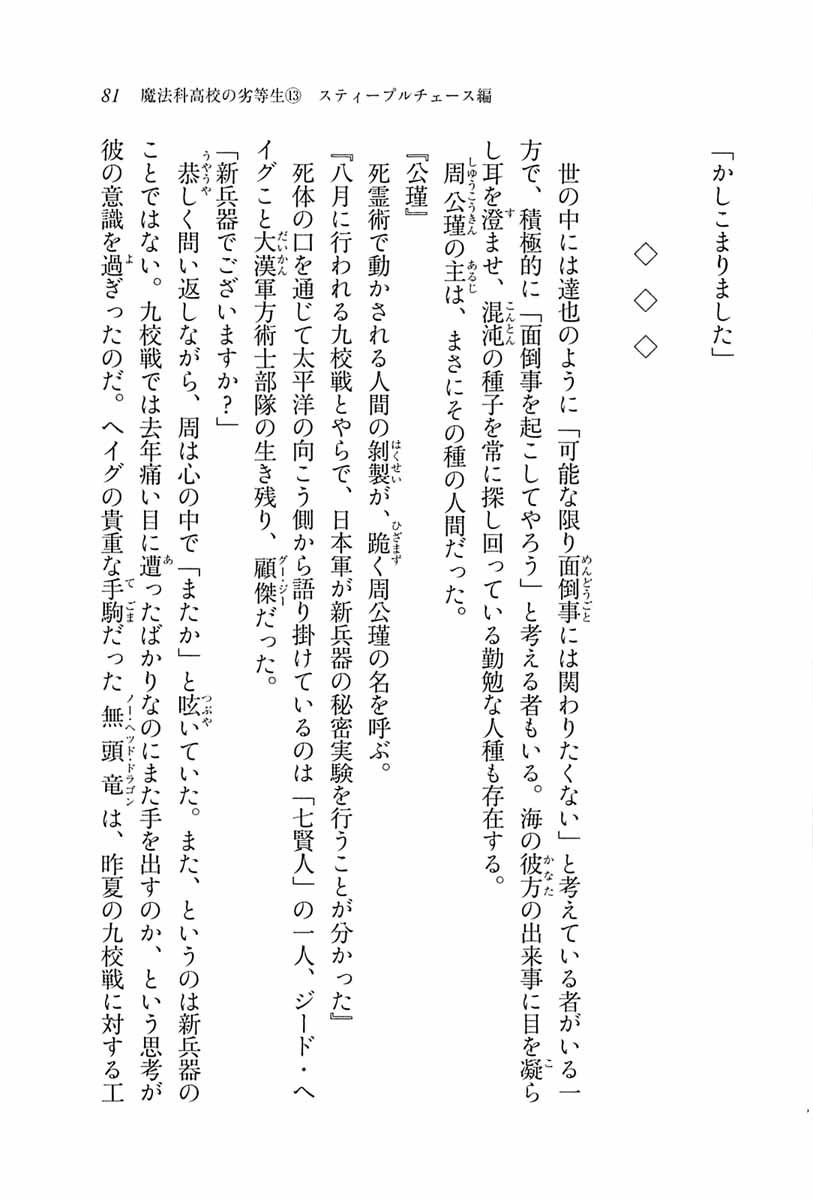 81　魔法科高校の劣等生⑬　スティープルチェース編
「かしこまりました」
◇　◇　◇
世の中には達也のように「可能な限り面倒事には関わりたくない」と考えている者がいる一
方で、積極的に「面倒事を起こしてやろう」と考える者もいる。海の彼方の出来事に目を凝ら
し耳を澄ませ、混沌の種子を常に探し回っている勤勉な人種も存在する。
周公瑾の主は、まさにその種の人間だった。
『公瑾』
死霊術で動かされる人間の剝製が、跪く周公瑾の名を呼ぶ。
『八月に行われる九校戦とやらで、日本軍が新兵器の秘密実験を行うことが分かった』
死体の口を通じて太平洋の向こう側から語り掛けているのは「七賢人」の一人、ジード・ヘ
イグこと大漢軍方術士部隊の生き残り、顧傑だった。
「新兵器でございますか？」
恭しく問い返しながら、周は心の中で「またか」と呟いていた。また、というのは新兵器の
ことではない。九校戦では去年痛い目に遭ったばかりなのにまた手を出すのか、という思考が
彼の意識を過ぎったのだ。ヘイグの貴重な手駒だった無頭竜は、昨夏の九校戦に対する工